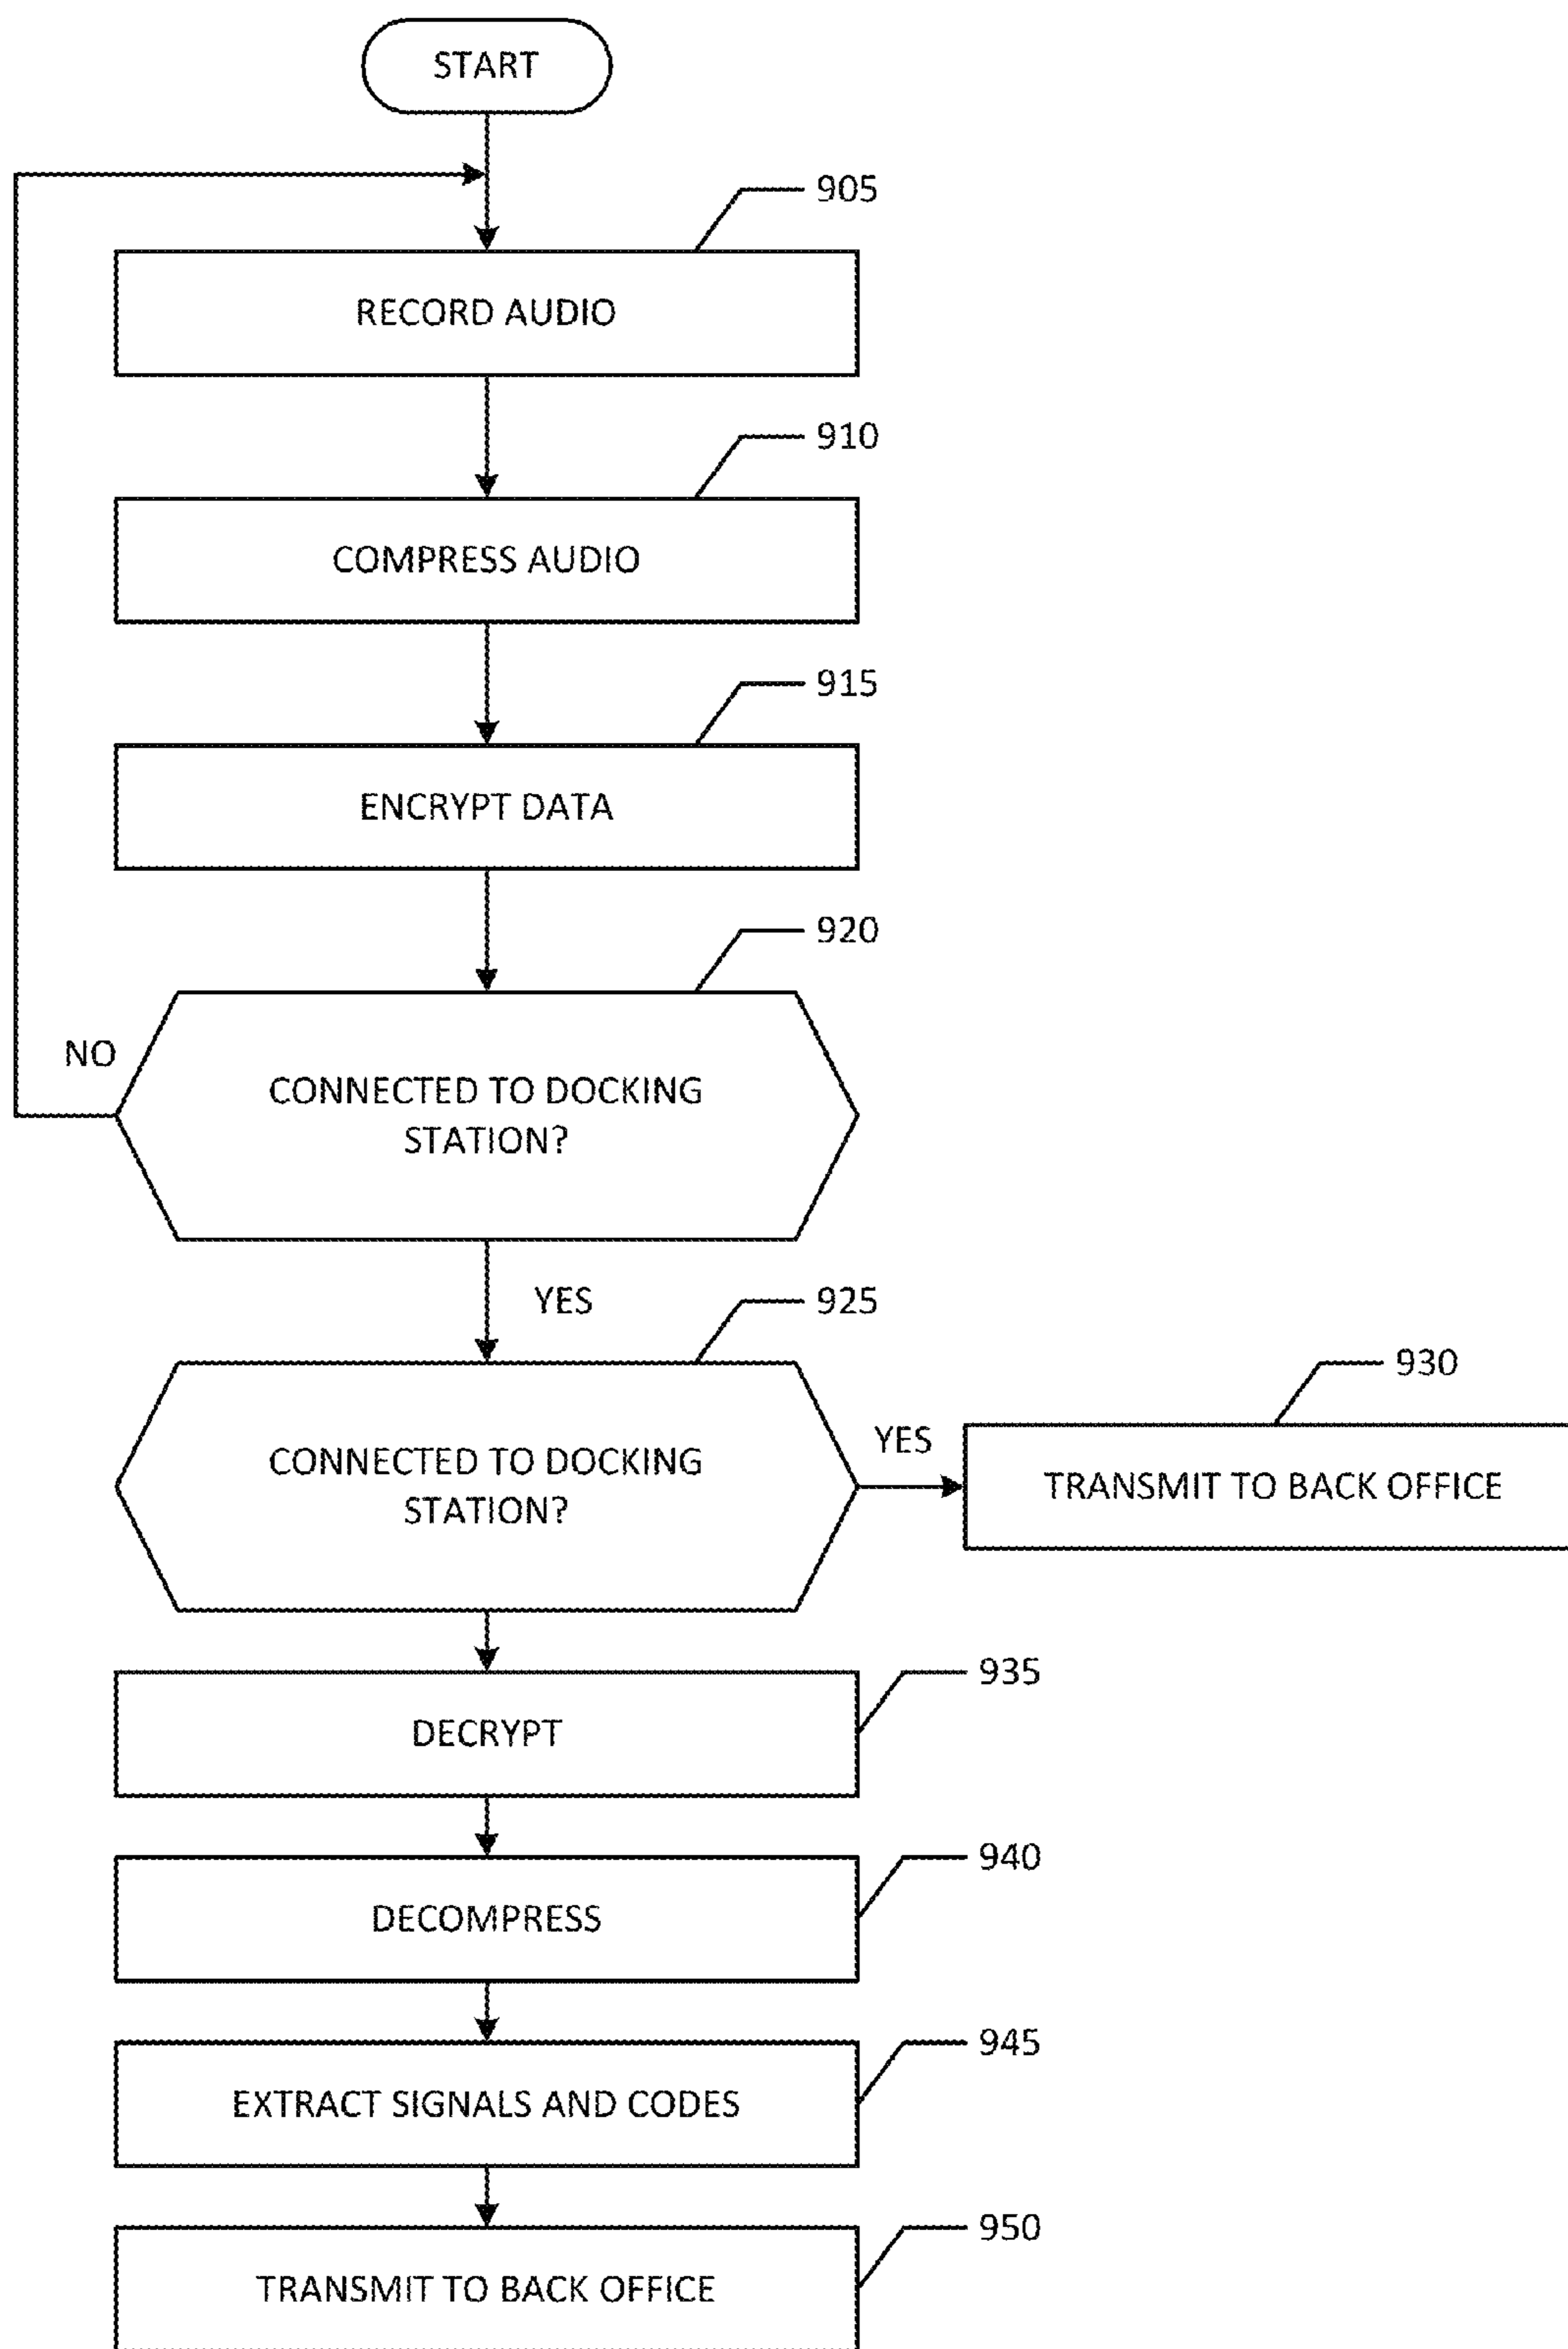 START
905
RECORD AUDIO
910
COMPRESS AUDIO
915
ENCRYPT DATA
920
NO
CONNECTED TO DOCKING
STATION?
YES
925
930
CONNECTED TO DOCKING
STATION?
YES
TRANSMIT TO BACK OFFICE
935
DECRYPT
940
DECOMPRESS
945
EXTRACT SIGNALS AND CODES
950
TRANSMIT TO BACK OFFICE